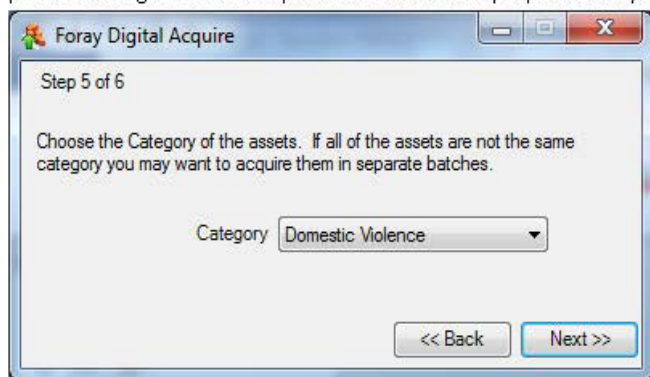 Foray Digital Acquire
Step 5 of 6
Choose the Category of the assets. If all of the assets are not the same
category you may want to acquire them in separate batches.
Category Domestic Violence
<< Back Next >>